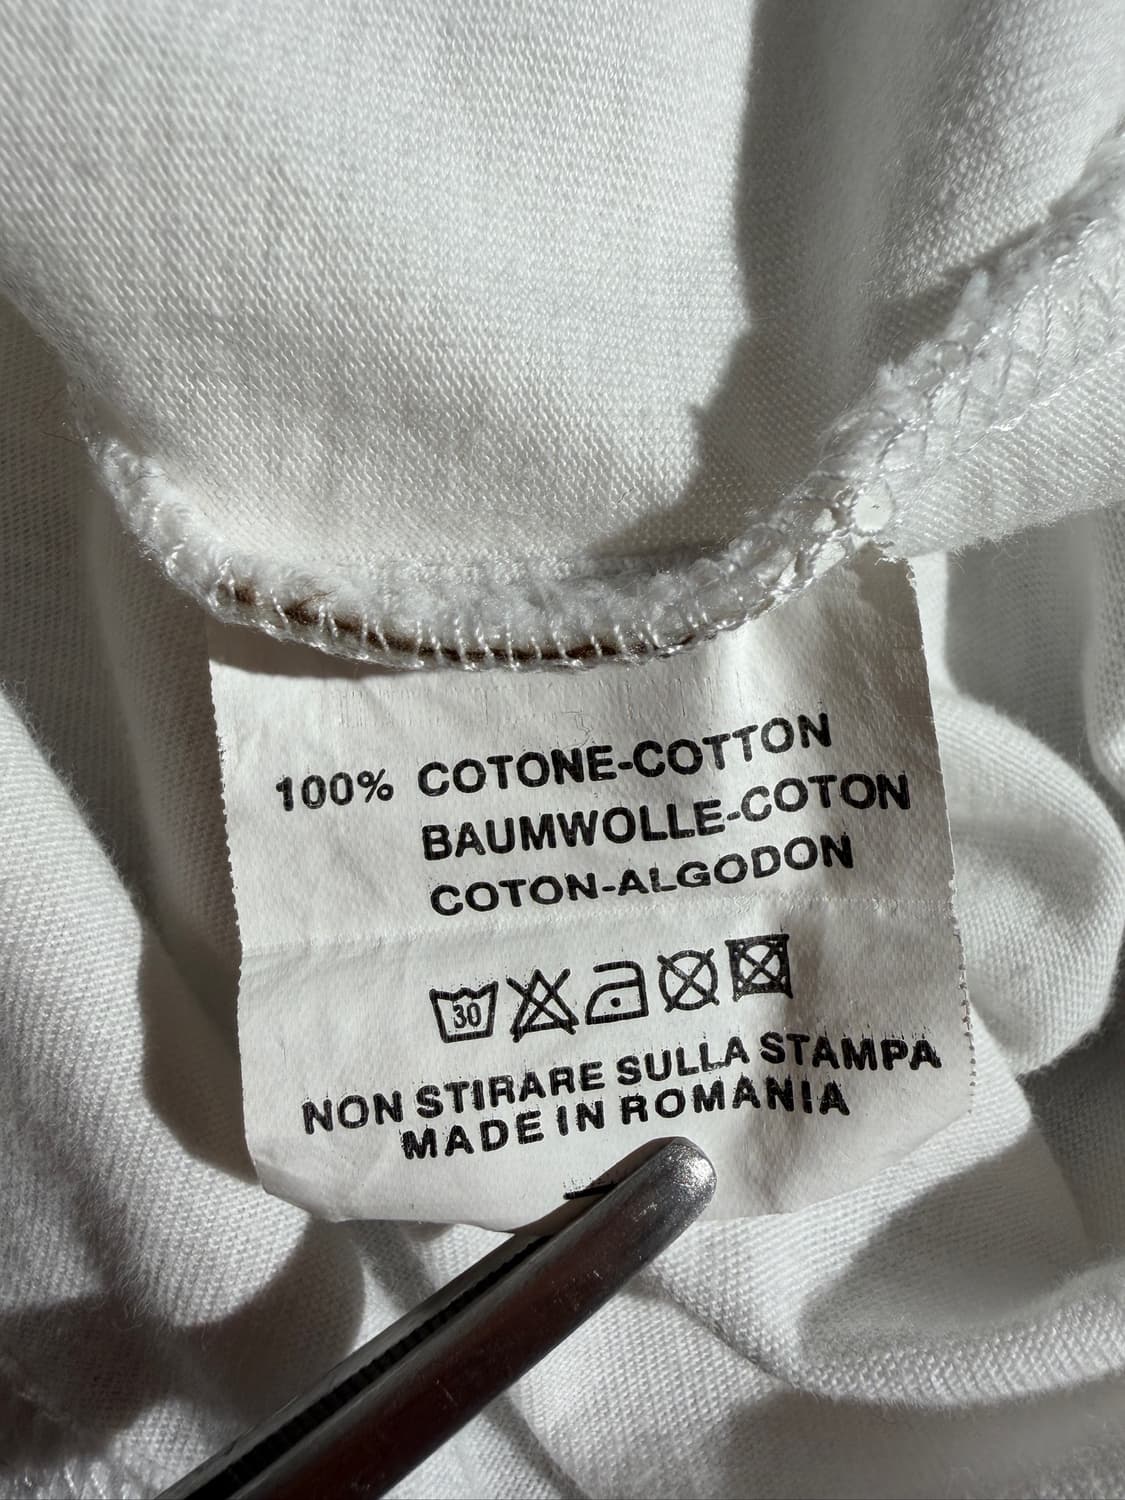 100% COTONE-COTTON
BAUMWOLLE-COTON
COTON-ALGODON
30
NON STIRARE SULLA STAMPA
MADE IN ROMANIA